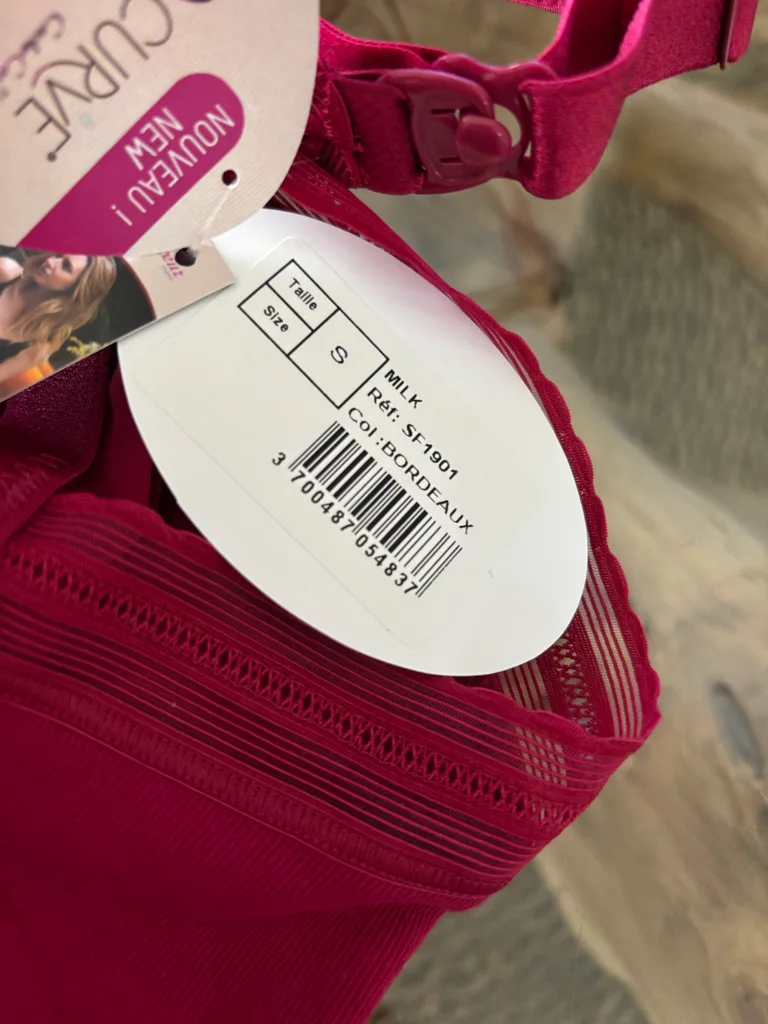 CURVE
NOUVEAU !
NEW
Taille
Size
S
MILK
Réf: SF1901
Col :BORDEAUX
3 700487 054837